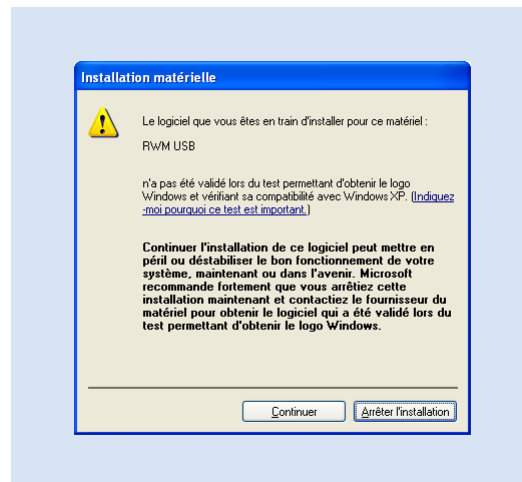 Installation matérielle
Le logiciel que vous êtes en train d'installer pour ce matériel :
RWM USB
n'a pas été validé lors du test permettant d'obtenir le logo
Windows et vérifiant sa compatibilité avec Windows XP. (Indiquez
-moi pourquoi ce test est important.)
Continuer l'installation de ce logiciel peut mettre en
péril ou déstabiliser le bon fonctionnement de votre
système, maintenant ou dans l'avenir. Microsoft
recommande fortement que vous arrêtiez cette
installation maintenant et contactiez le fournisseur du
matériel pour obtenir le logiciel qui a été validé lors du
test permettant d'obtenir le logo Windows.
Continuer
Arrêter l'installation